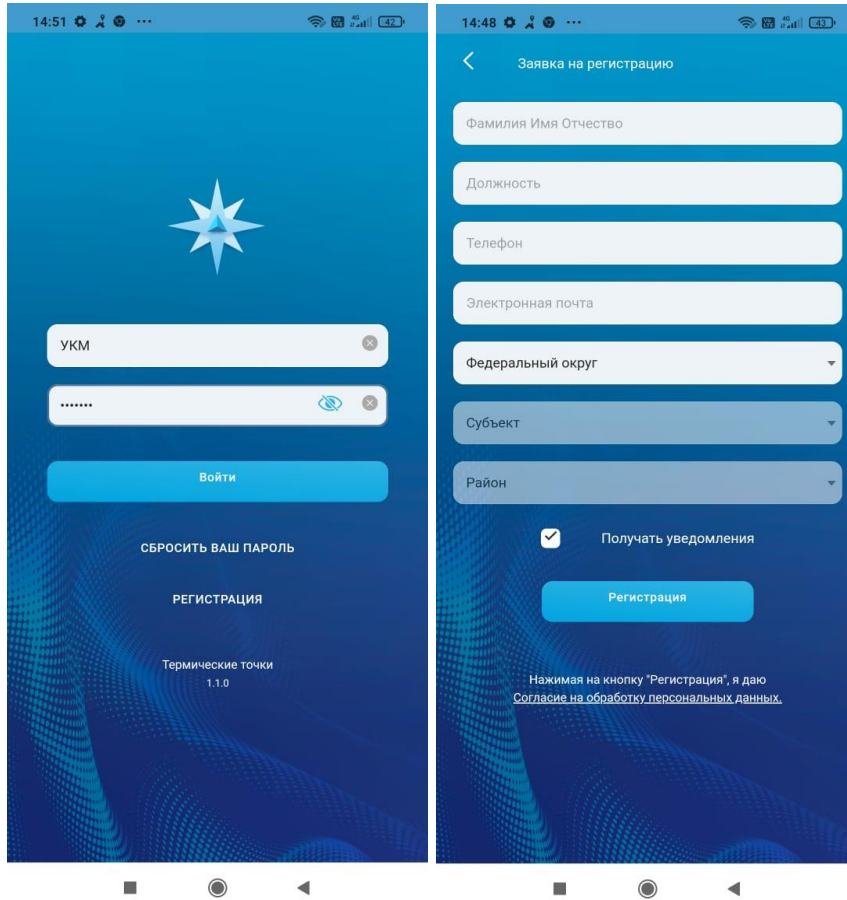 14:51
42
УКМ
•••••••
Войти
СБРОСИТЬ ВАШ ПАРОЛЬ
РЕГИСТРАЦИЯ
Термические точки
1.1.0
14:48
43
Заявка на регистрацию
Фамилия Имя Отчество
Должность
Телефон
Электронная почта
Федеральный округ
Субъект
Район
Получать уведомления
Регистрация
Нажимая на кнопку "Регистрация", я даю
Согласие на обработку персональных данных.